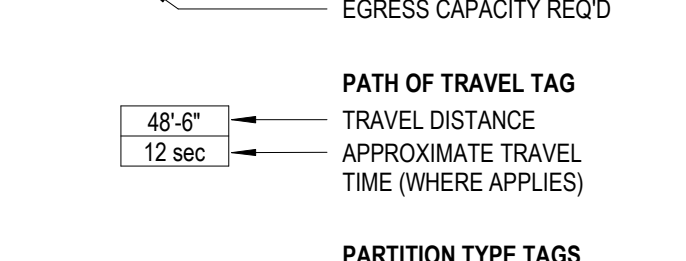 EGRESS CAPACITY REQ'D
PATH OF TRAVEL TAG
48'-6" TRAVEL DISTANCE
12 sec APPROXIMATE TRAVEL
TIME (WHERE APPLIES)
PARTITION TYPE TAGS